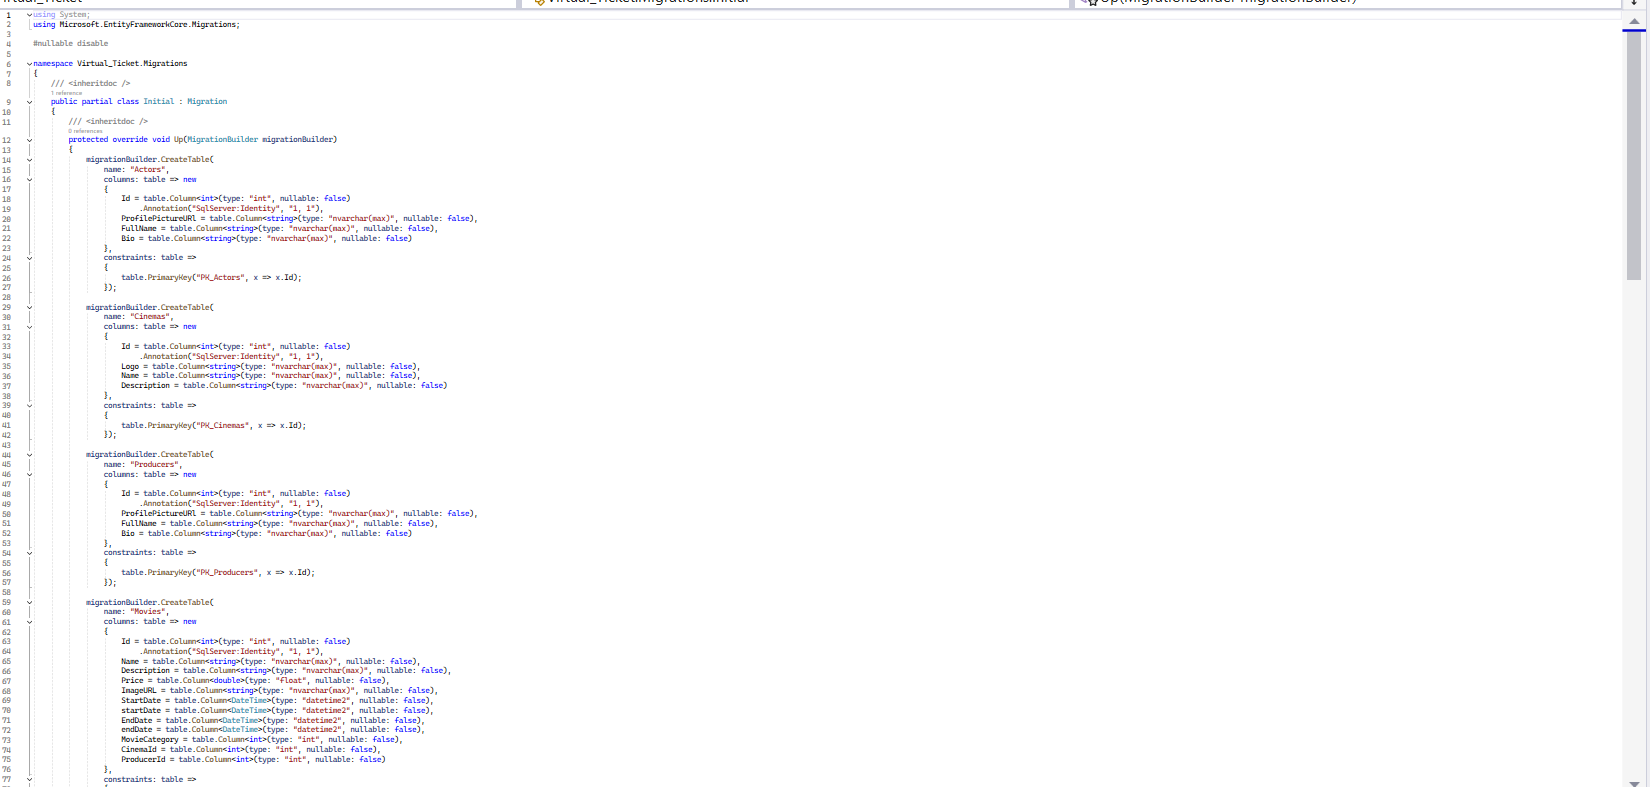 Virtual_Ticket.Migrations.Initial
Up(MigrationBuilder migrationBuilder)
1 using System;
2 using Microsoft.EntityFrameworkCore.Migrations;
3
4 #nullable disable
5
6 namespace Virtual_Ticket.Migrations
7 {
8 /// <inheritdoc />
1 reference
9 public partial class Initial : Migration
10 {
11 /// <inheritdoc />
0 references
12 protected override void Up(MigrationBuilder migrationBuilder)
13 {
14 migrationBuilder.CreateTable(
15 name: "Actors",
16 columns: table => new
17 {
18 Id = table.Column<int>(type: "int", nullable: false)
19 .Annotation("SqlServer:Identity", "1, 1"),
20 ProfilePictureURl = table.Column<string>(type: "nvarchar(max)", nullable: false),
21 FullName = table.Column<string>(type: "nvarchar(max)", nullable: false),
22 Bio = table.Column<string>(type: "nvarchar(max)", nullable: false)
23 },
24 constraints: table =>
25 {
26 table.PrimaryKey("PK_Actors", x => x.Id);
27 });
28
29 migrationBuilder.CreateTable(
30 name: "Cinemas",
31 columns: table => new
32 {
33 Id = table.Column<int>(type: "int", nullable: false)
34 .Annotation("SqlServer:Identity", "1, 1"),
35 Logo = table.Column<string>(type: "nvarchar(max)", nullable: false),
36 Name = table.Column<string>(type: "nvarchar(max)", nullable: false),
37 Description = table.Column<string>(type: "nvarchar(max)", nullable: false)
38 },
39 constraints: table =>
40 {
41 table.PrimaryKey("PK_Cinemas", x => x.Id);
42 });
43
44 migrationBuilder.CreateTable(
45 name: "Producers",
46 columns: table => new
47 {
48 Id = table.Column<int>(type: "int", nullable: false)
49 .Annotation("SqlServer:Identity", "1, 1"),
50 ProfilePictureURl = table.Column<string>(type: "nvarchar(max)", nullable: false),
51 FullName = table.Column<string>(type: "nvarchar(max)", nullable: false),
52 Bio = table.Column<string>(type: "nvarchar(max)", nullable: false)
53 },
54 constraints: table =>
55 {
56 table.PrimaryKey("PK_Producers", x => x.Id);
57 });
58
59 migrationBuilder.CreateTable(
60 name: "Movies",
61 columns: table => new
62 {
63 Id = table.Column<int>(type: "int", nullable: false)
64 .Annotation("SqlServer:Identity", "1, 1"),
65 Name = table.Column<string>(type: "nvarchar(max)", nullable: false),
66 Description = table.Column<string>(type: "nvarchar(max)", nullable: false),
67 Price = table.Column<double>(type: "float", nullable: false),
68 ImageURL = table.Column<string>(type: "nvarchar(max)", nullable: false),
69 StartDate = table.Column<DateTime>(type: "datetime2", nullable: false),
70 startDate = table.Column<DateTime>(type: "datetime2", nullable: false),
71 EndDate = table.Column<DateTime>(type: "datetime2", nullable: false),
72 endDate = table.Column<DateTime>(type: "datetime2", nullable: false),
73 MovieCategory = table.Column<int>(type: "int", nullable: false),
74 CinemaId = table.Column<int>(type: "int", nullable: false),
75 ProducerId = table.Column<int>(type: "int", nullable: false)
76 },
77 constraints: table =>